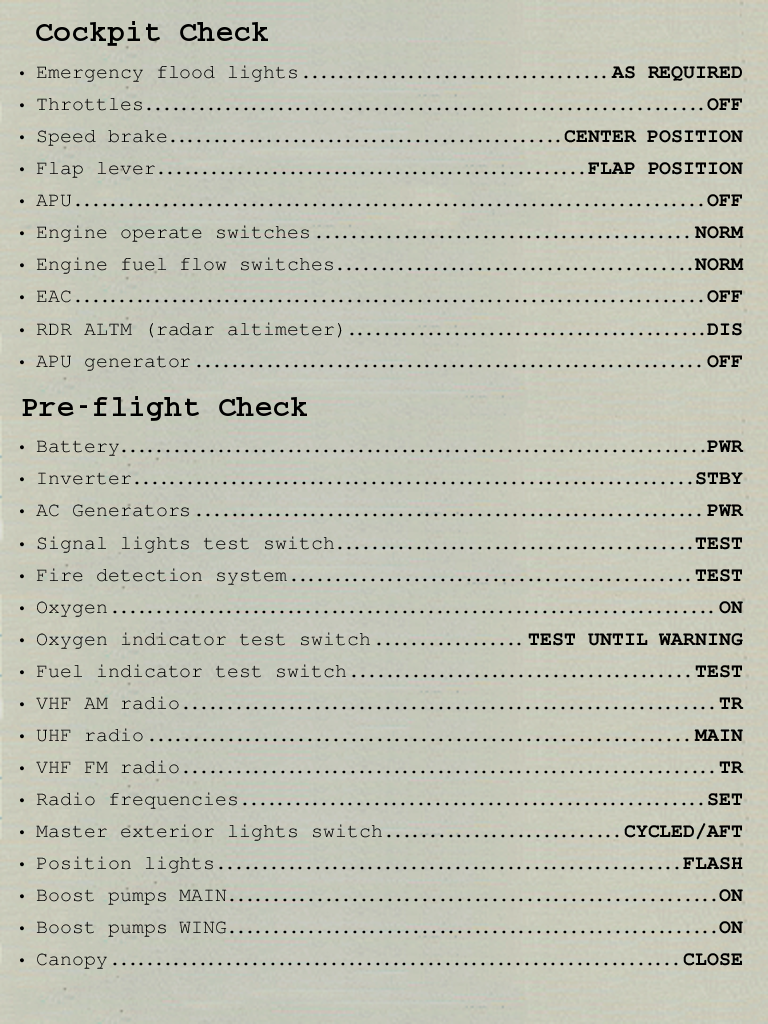 Cockpit Check
• Emergency flood lights..................................AS REQUIRED
• Throttles...............................................................OFF
• Speed brake............................................CENTER POSITION
• Flap lever................................................FLAP POSITION
• APU......................................................................OFF
• Engine operate switches..........................................NORM
• Engine fuel flow switches........................................NORM
• EAC......................................................................OFF
• RDR ALTM (radar altimeter)........................................DIS
• APU generator.........................................................OFF
Pre-flight Check
• Battery..................................................................PWR
• Inverter...............................................................STBY
• AC Generators.........................................................PWR
• Signal lights test switch........................................TEST
• Fire detection system.............................................TEST
• Oxygen...................................................................ON
• Oxygen indicator test switch................TEST UNTIL WARNING
• Fuel indicator test switch......................................TEST
• VHF AM radio...........................................................TR
• UHF radio.............................................................MAIN
• VHF FM radio...........................................................TR
• Radio frequencies....................................................SET
• Master exterior lights switch..........................CYCLED/AFT
• Position lights....................................................FLASH
• Boost pumps MAIN......................................................ON
• Boost pumps WING......................................................ON
• Canopy...............................................................CLOSE